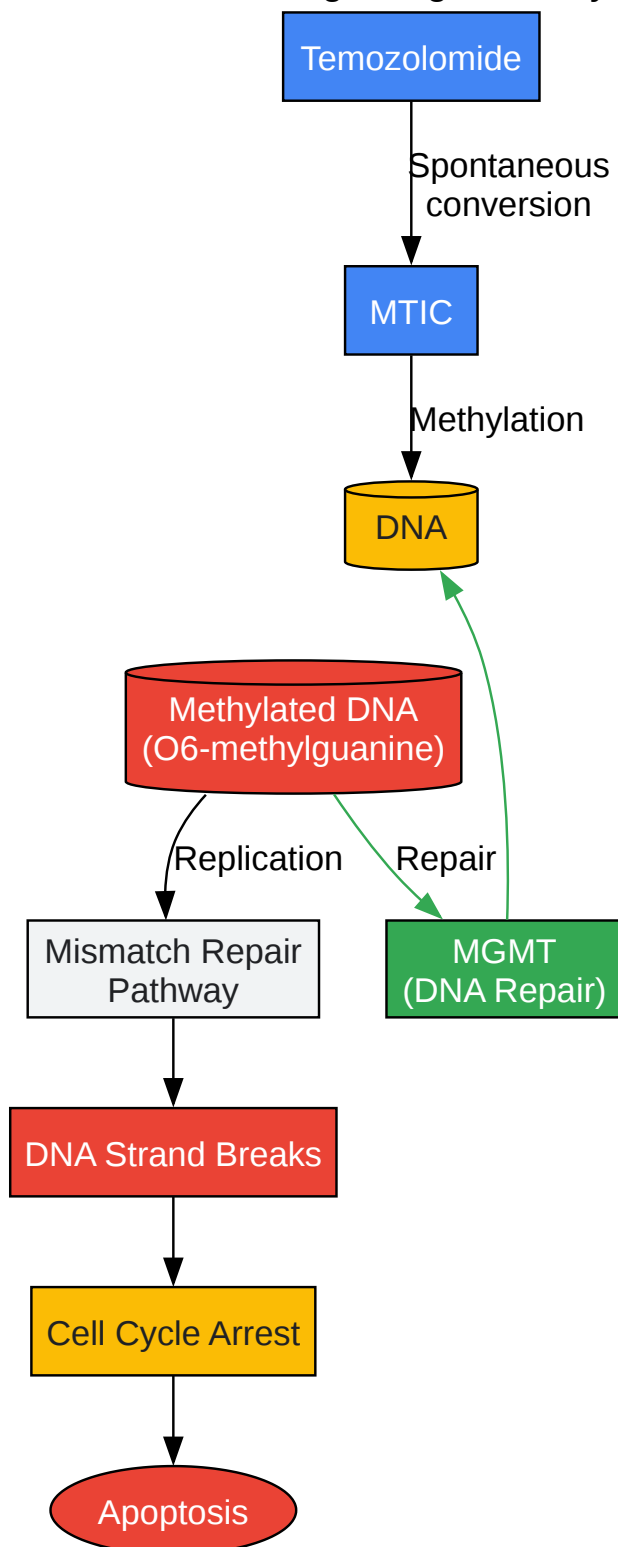 Temozolomide
Spontaneous
conversion
MTIC
Methylation
DNA
Methylated DNA
(O6-methylguanine)
Replication
Repair
Mismatch Repair
Pathway
MGMT
(DNA Repair)
DNA Strand Breaks
Cell Cycle Arrest
Apoptosis